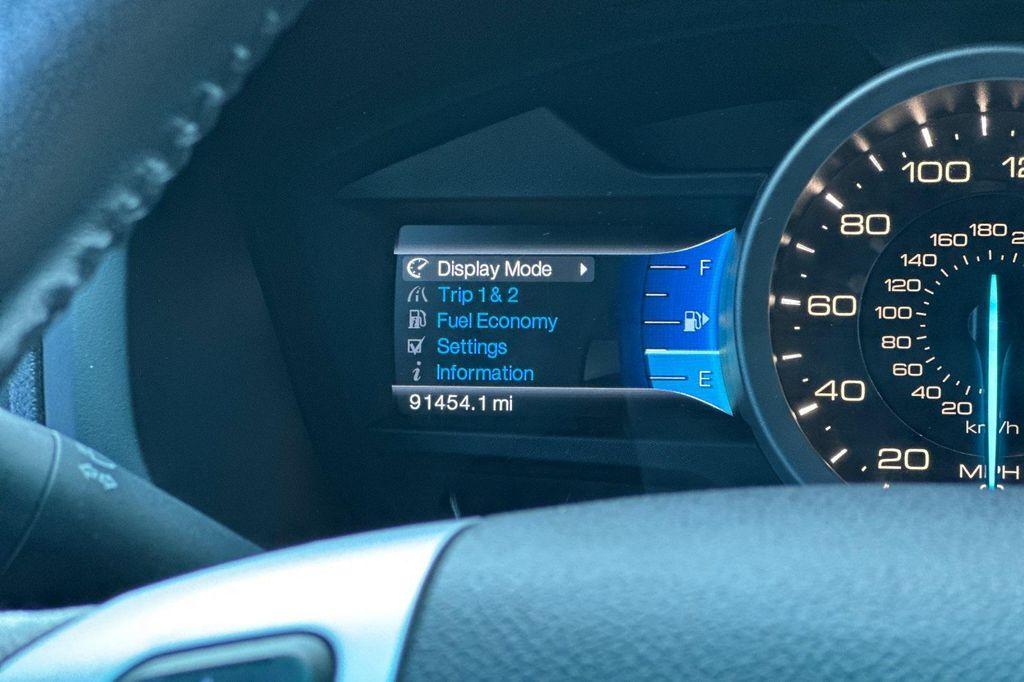 Display Mode
Trip 1 & 2
Fuel Economy
Settings
Information
91454.1 mi
F
E
100
80
60
40
20
MPH
180
160
140
120
100
80
60
40
20
km/h